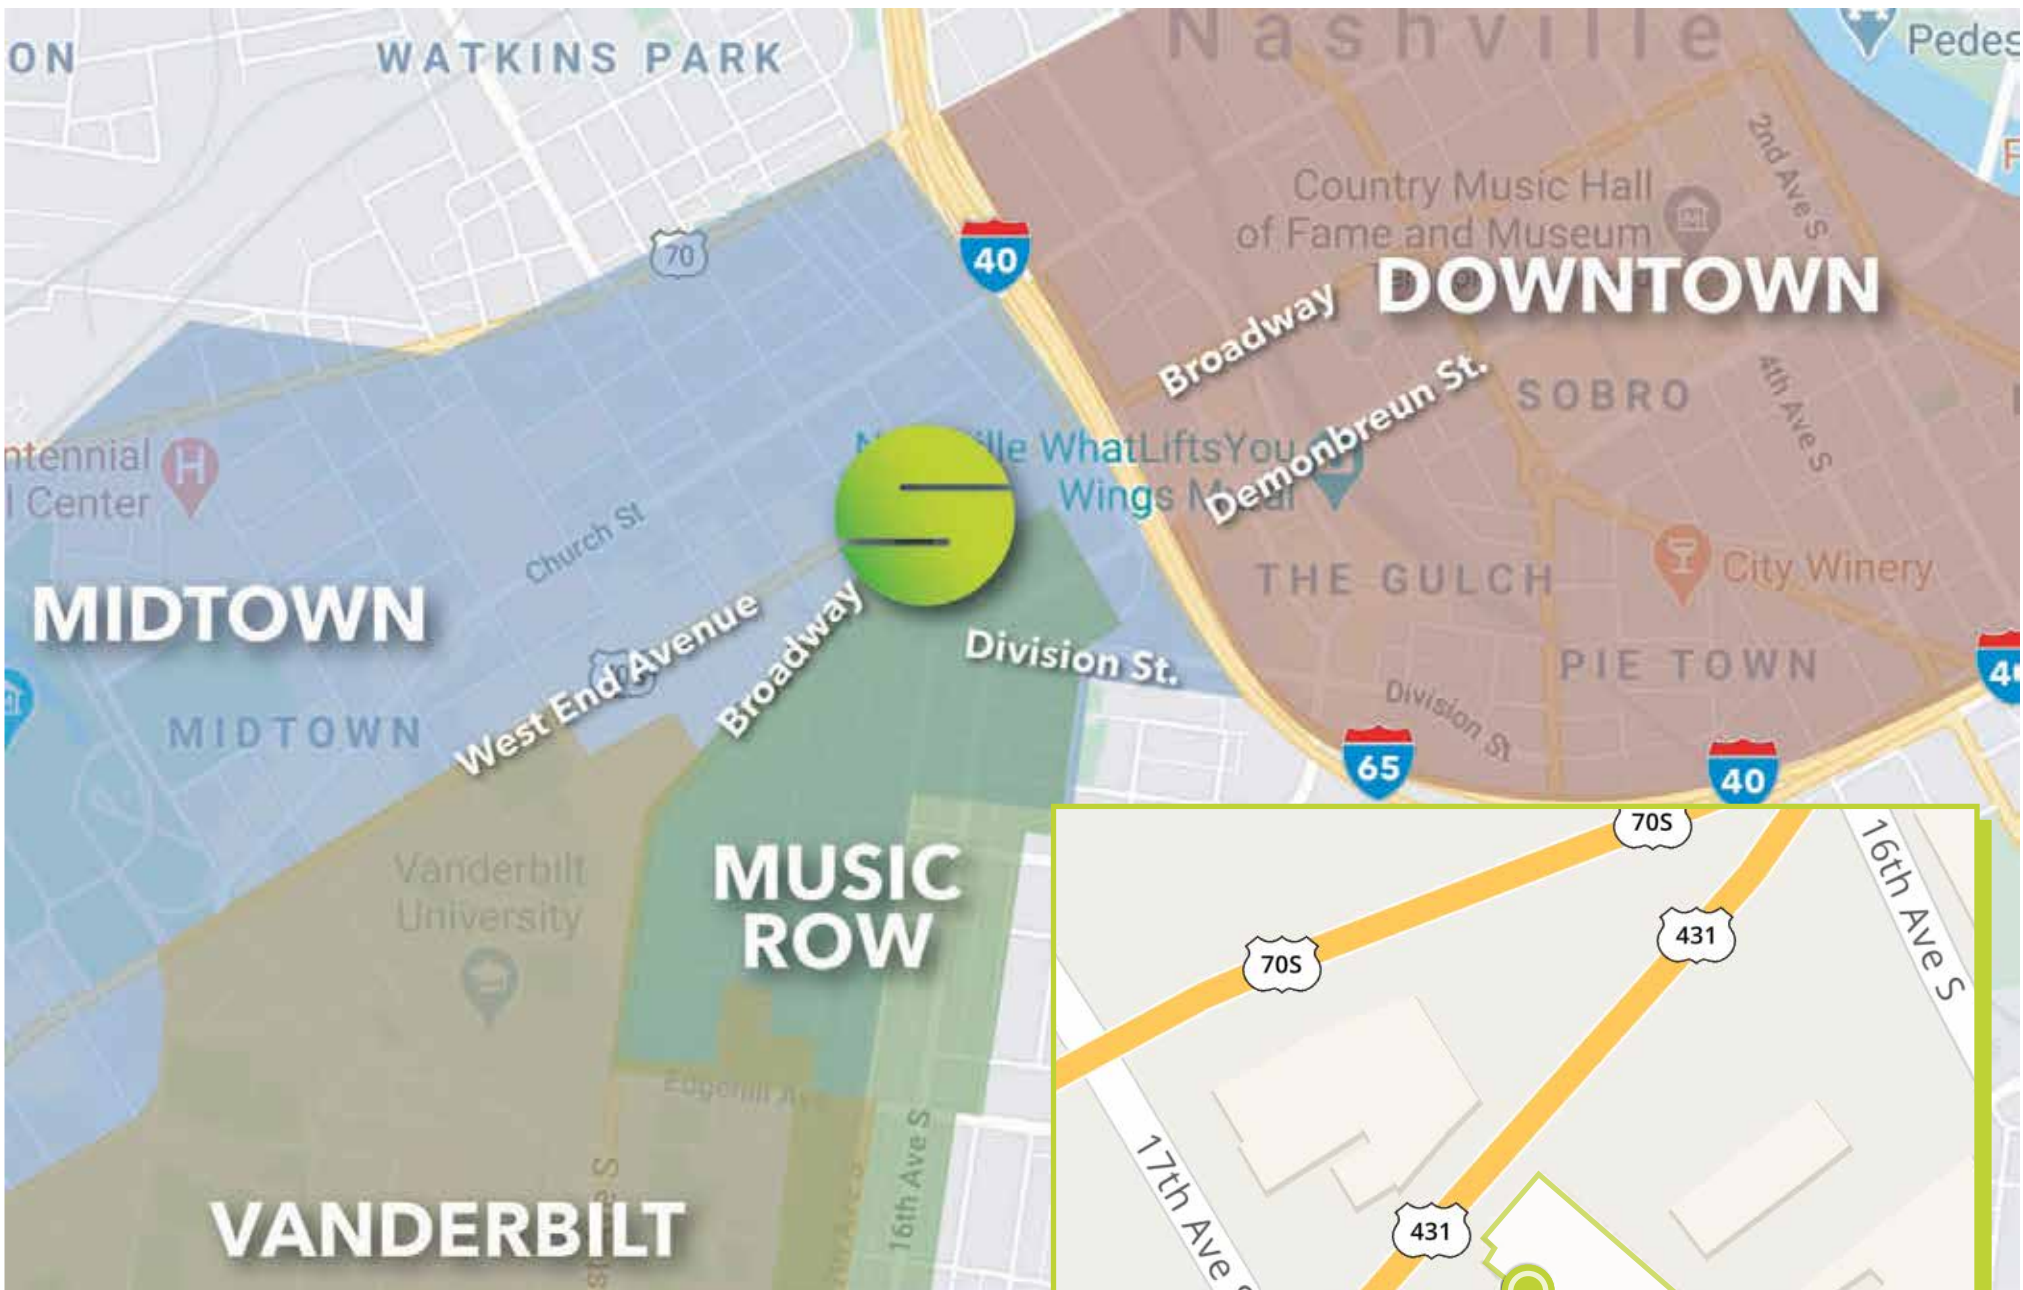 ON
WATKINS PARK
Nashville
Pedes
F
2nd Ave S
70
40
Country Music Hall
of Fame and Museum
DOWNTOWN
Broadway
Demonbreun St.
SOBRO
4th Ave S
ntennial
l Center
H
WhatLiftsYou
Wings
Church St
THE GULCH
City Winery
MIDTOWN
West End Avenue
Broadway
Division St.
PIE TOWN
Division St
MIDTOWN
65
40
4
Vanderbilt
University
MUSIC
ROW
Edgehill Av
16th Ave S
VANDERBILT
70S
16th Ave S
431
70S
17th Ave S
431